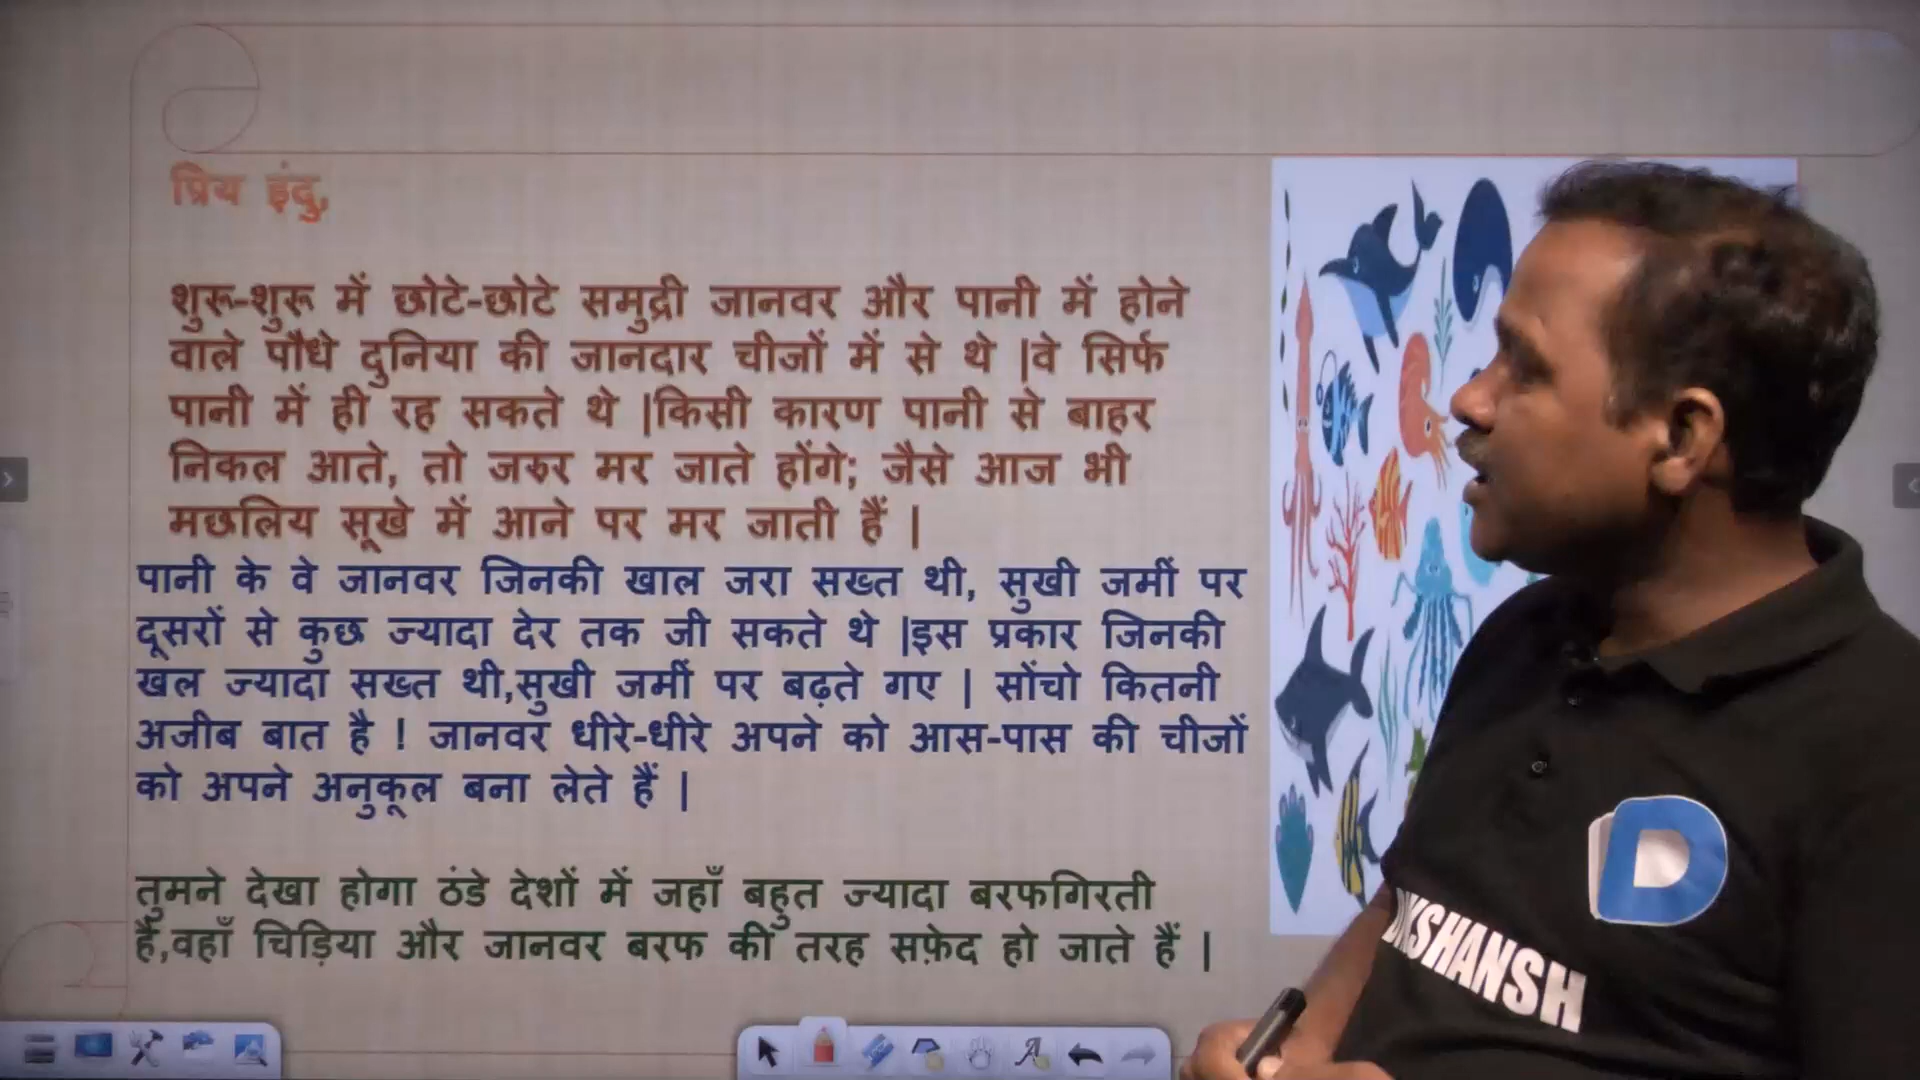 प्रिय इंदु,
शुरू-शुरू में छोटे-छोटे समुद्री जानवर और पानी में होने
वाले पौधे दुनिया की जानदार चीजों में से थे |वे सिर्फ
पानी में ही रह सकते थे |किसी कारण पानी से बाहर
निकल आते, तो जरुर मर जाते होंगे; जैसे आज भी
मछलिय सूखे में आने पर मर जाती हैं |
पानी के वे जानवर जिनकी खाल जरा सख्त थी, सुखी जमीं पर
दूसरों से कुछ ज्यादा देर तक जी सकते थे |इस प्रकार जिनकी
खल ज्यादा सख्त थी,सुखी जमीं पर बढ़ते गए | सोंचो कितनी
अजीब बात है ! जानवर धीरे-धीरे अपने को आस-पास की चीजों
को अपने अनुकूल बना लेते हैं |
तुमने देखा होगा ठंडे देशों में जहाँ बहुत ज्यादा बरफगिरती
हैं,वहाँ चिड़िया और जानवर बरफ की तरह सफ़ेद हो जाते हैं |
D
DKSHANSH